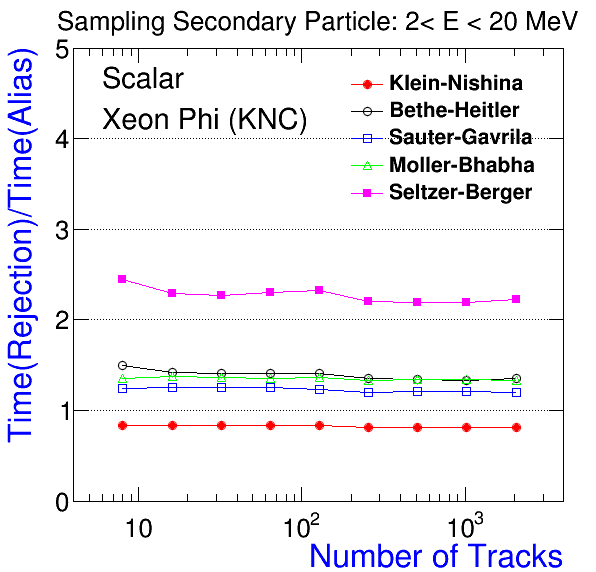 Sampling Secondary Particle: 2< E < 20 MeV
Time(Rejection)/Time(Alias)
5
4
3
2
1
0
Scalar
Xeon Phi (KNC)
Klein-Nishina
Bethe-Heitler
Sauter-Gavrila
Moller-Bhabha
Seltzer-Berger
10
10²
10³
Number of Tracks